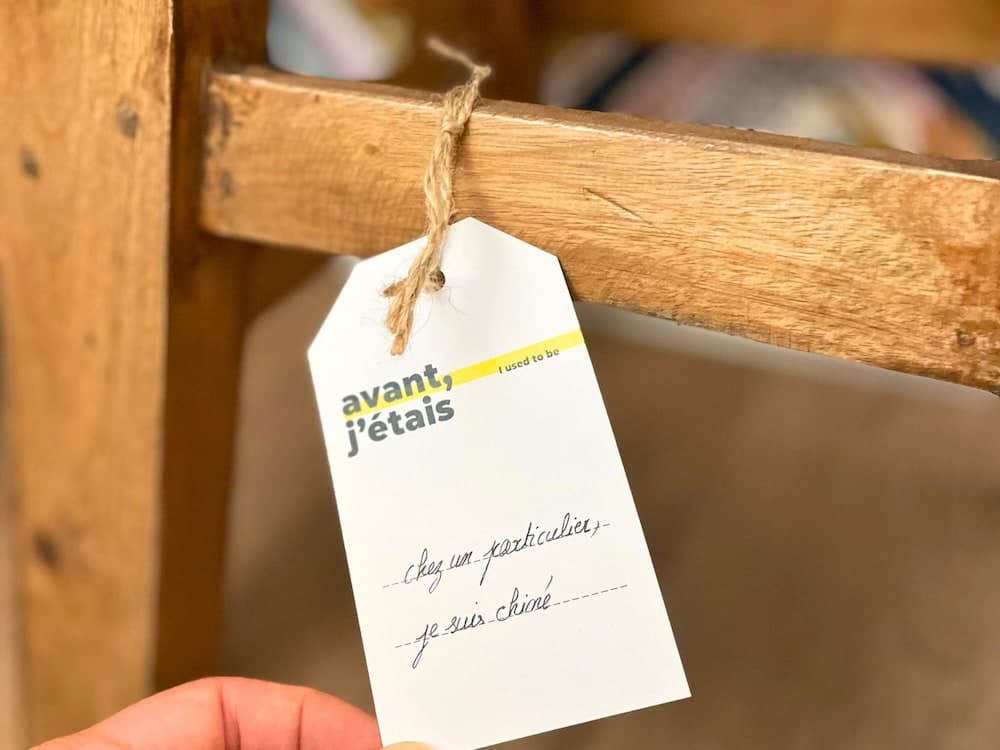 avant,
j'étais
I used to be
chez un particulier,
je suis chiné